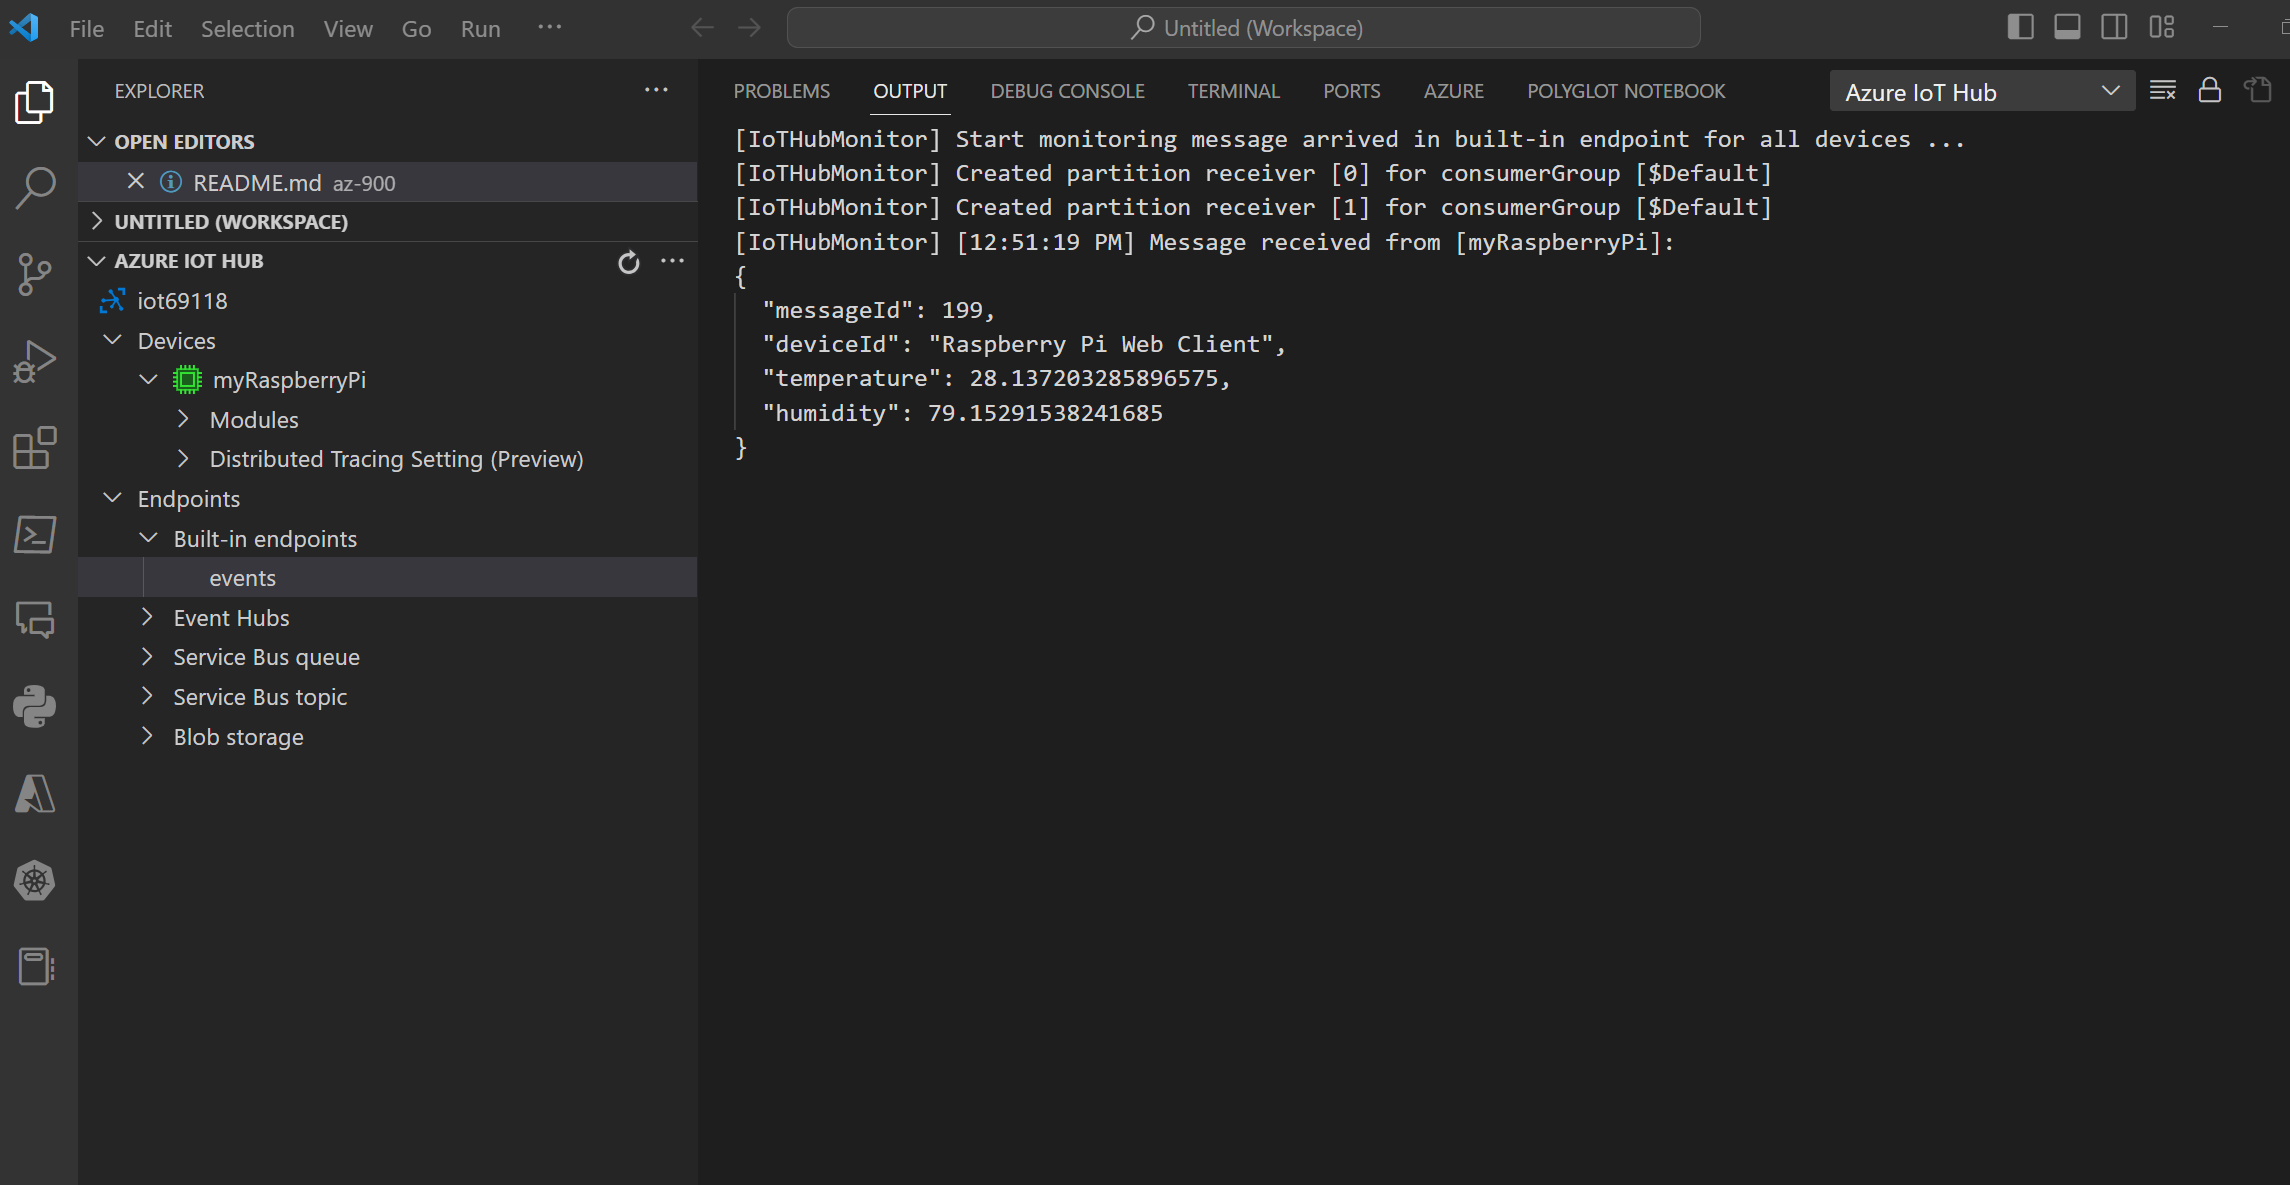 File Edit Selection View Go Run ···
Untitled (Workspace)
EXPLORER
OPEN EDITORS
README.md az-900
UNTITLED (WORKSPACE)
AZURE IOT HUB
iot69118
Devices
myRaspberryPi
Modules
Distributed Tracing Setting (Preview)
Endpoints
Built-in endpoints
events
Event Hubs
Service Bus queue
Service Bus topic
Blob storage
PROBLEMS OUTPUT DEBUG CONSOLE TERMINAL PORTS AZURE POLYGLOT NOTEBOOK
Azure IoT Hub
[IoTHubMonitor] Start monitoring message arrived in built-in endpoint for all devices ...
[IoTHubMonitor] Created partition receiver [0] for consumerGroup [$Default]
[IoTHubMonitor] Created partition receiver [1] for consumerGroup [$Default]
[IoTHubMonitor] [12:51:19 PM] Message received from [myRaspberryPi]:
{
  "messageId": 199,
  "deviceId": "Raspberry Pi Web Client",
  "temperature": 28.137203285896575,
  "humidity": 79.15291538241685
}